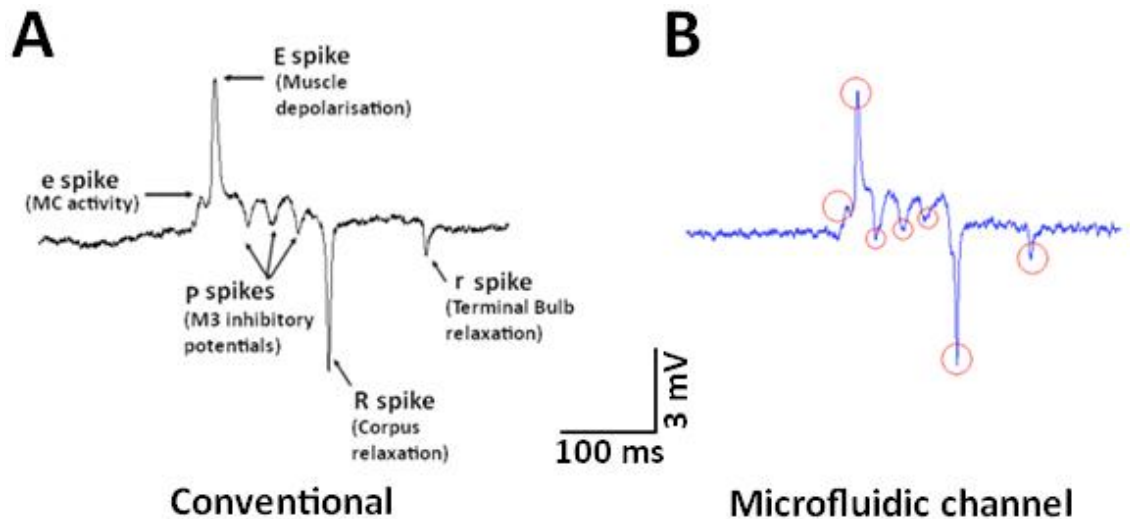 A
B
E spike
(Muscle
depolarisation)
e spike
(MC activity)
P spikes
(M3 inhibitory
potentials)
r spike
(Terminal Bulb
relaxation)
R spike
(Corpus
relaxation)
3 mV
100 ms
Conventional
Microfluidic channel